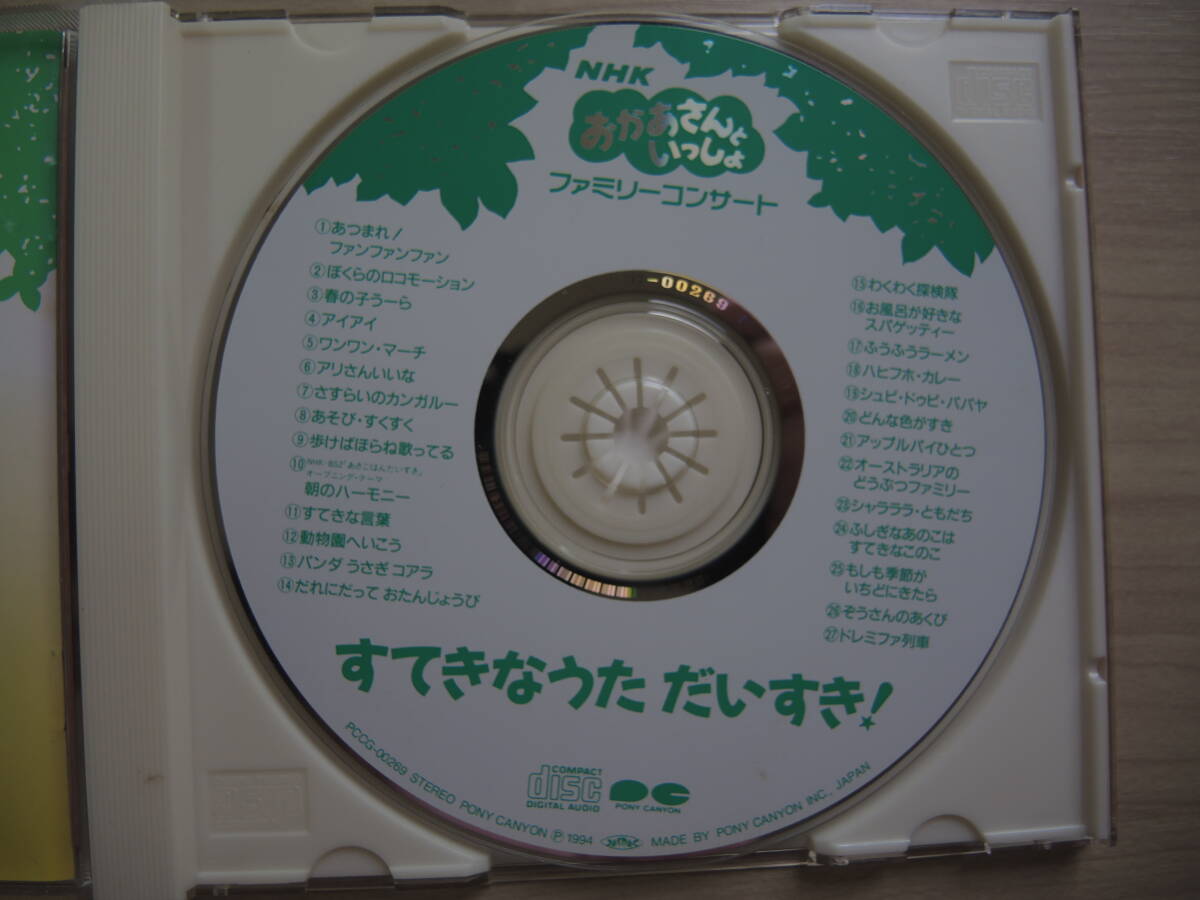 NHK
おかあさんと
いっしょ
ファミリーコンサート
①あつまれ!
ファンファンファン
②ぼくらのロコモーション
③春の子うーら
④アイアイ
⑤ワンワン・マーチ
⑥アリさんいいな
⑦さすらいのカンガルー
⑧あそび・すくすく
⑨歩けばほらね歌ってる
⑩NHK・BS2「あさごはんだいすき」
オープニング・テーマ
朝のハーモニー
⑪すてきな言葉
⑫動物園へいこう
⑬パンダ うさぎ コアラ
⑭だれにだって おたんじょうび
⑮わくわく探検隊
⑯お風呂が好きな
スパゲッティー
⑰ふうふうラーメン
⑱ハヒフホ・カレー
⑲シュビ・ドゥビ・パパヤ
⑳どんな色がすき
㉑アップルパイひとつ
㉒オーストラリアの
どうぶつファミリー
㉓シャラララ・ともだち
㉔ふしぎなあのこは
すてきなこのこ
㉕もしも季節が
いちどにきたら
㉖ぞうさんのあくび
㉗ドレミファ列車
-00269
すてきなうた だいすき!
COMPACT
disc
DIGITAL AUDIO
PONY CANYON
PCCG-00269 STEREO PONY CANYON Ⓟ 1994 MADE BY PONY CANYON INC., JAPAN